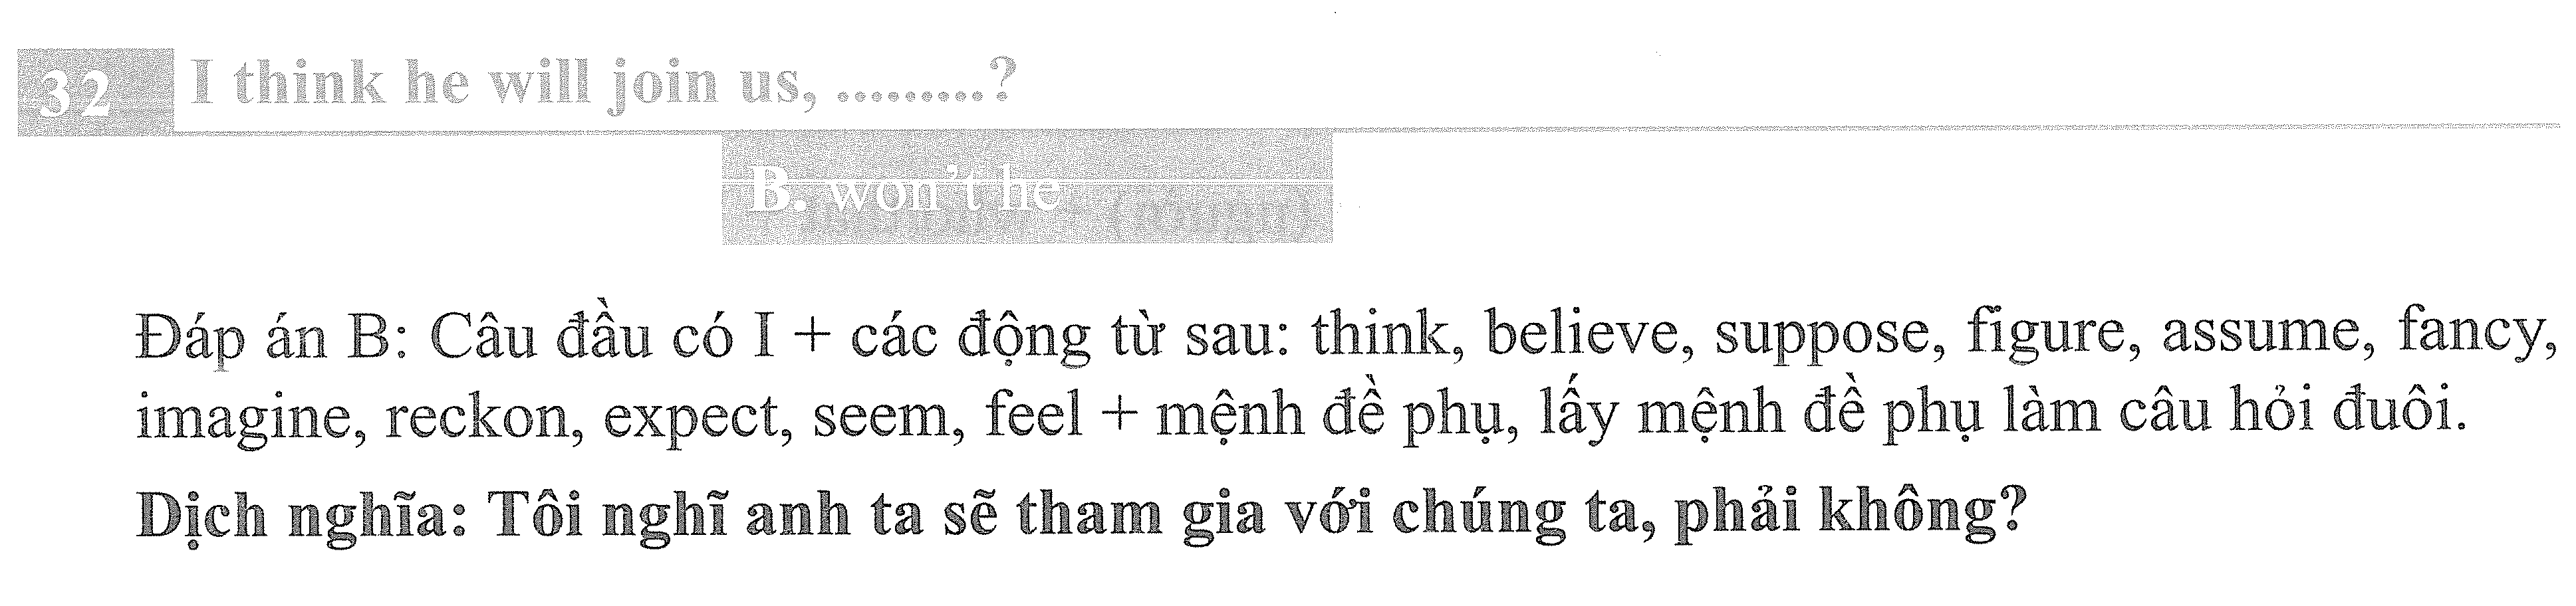 32 I think he will join us, .........?
B. won't he
Đáp án B: Câu đầu có I + các động từ sau: think, believe, suppose, figure, assume, fancy,
imagine, reckon, expect, seem, feel + mệnh đề phụ, lấy mệnh đề phụ làm câu hỏi đuôi.
Dịch nghĩa: Tôi nghĩ anh ta sẽ tham gia với chúng ta, phải không?